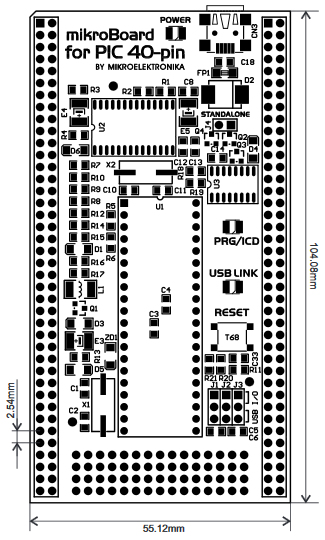 POWER
mikroBoard
for PIC 40-pin
BY MIKROELEKTRONIKA
CN3
C18
FP1
R3
R2
R1
C8
D2
STANDALONE
E4
U2
J4
E5
Q4
Q2
Q3
R4
D6
D4
C14
R7
X2
C12
C13
R18
R10
R9
C10
C11
R19
U3
R8
U1
R12
R5
R14
R15
D1
R6
PRG/ICD
R16
R17
L1
USB LINK
C4
Q1
C3
RESET
D3
E3
ZD1
T68
R13
D5
C33
R11
R21
R20
C1
J1
J2
J3
I/O
X1
C2
USB
C5
C6
104.08mm
2.54mm
55.12mm